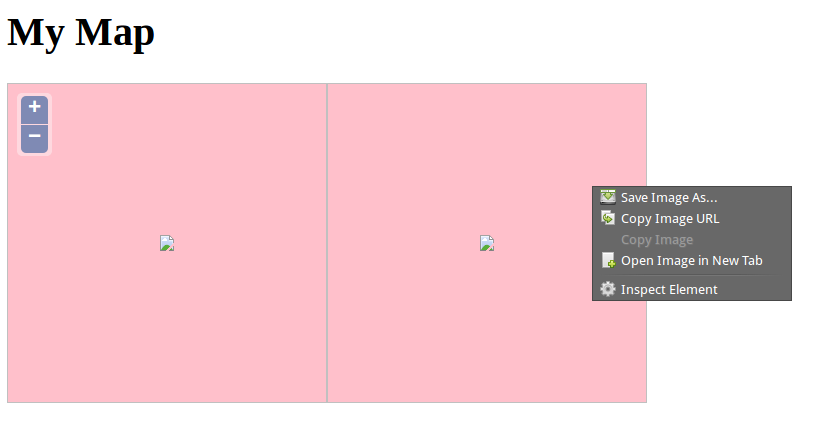 My Map
+
−
Save Image As...
Copy Image URL
Copy Image
Open Image in New Tab
Inspect Element